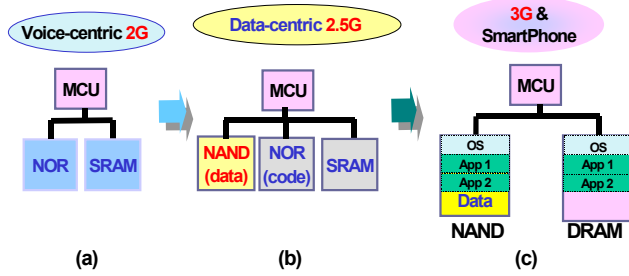 Voice-centric 2G
MCU
NOR
SRAM
(a)
Data-centric 2.5G
MCU
NAND
(data)
NOR
(code)
SRAM
(b)
3G &
SmartPhone
MCU
OS
App 1
App 2
Data
NAND
OS
App 1
App 2
DRAM
(c)